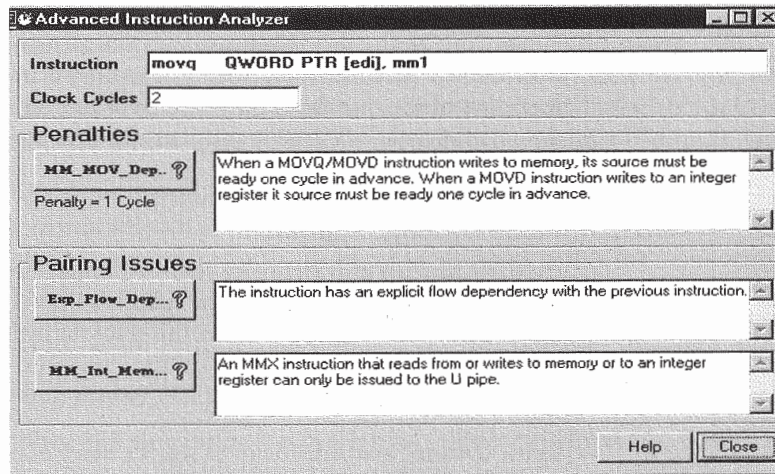 Advanced Instruction Analyzer
Instruction movq QWORD PTR [edi], mm1
Clock Cycles 2
Penalties
MM_MOV_Dep.. ?
Penalty = 1 Cycle
When a MOVQ/MOVD instruction writes to memory, its source must be
ready one cycle in advance. When a MOVD instruction writes to an integer
register it source must be ready one cycle in advance.
Pairing Issues
Exp_Flow_Dep... ?
The instruction has an explicit flow dependency with the previous instruction.
MM_Int_Mem... ?
An MMX instruction that reads from or writes to memory or to an integer
register can only be issued to the U pipe.
Help Close